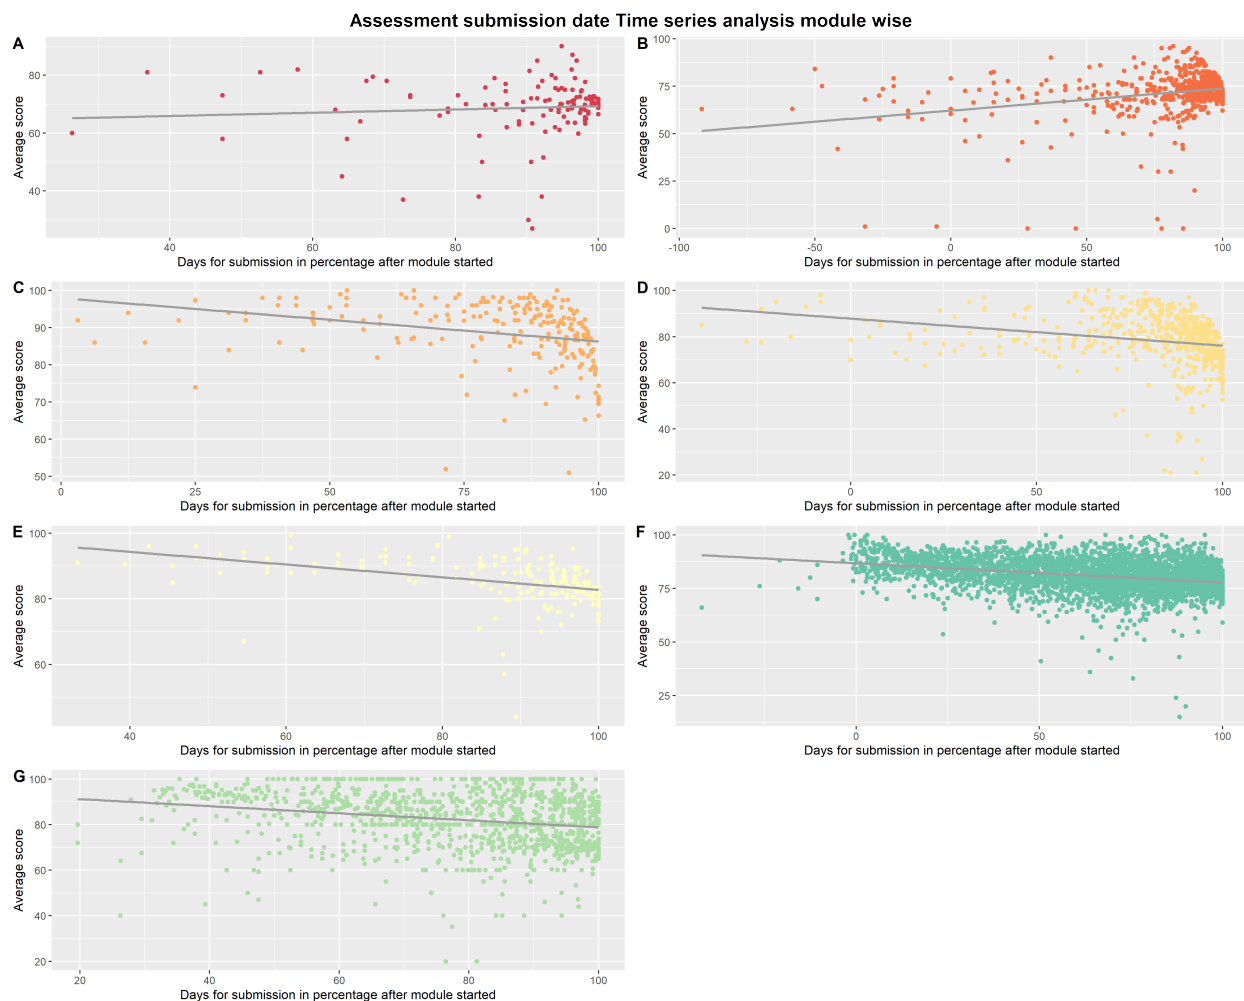 Assessment submission date Time series analysis module wise
A
Average score
80
60
40
40
60
80
100
Days for submission in percentage after module started
B
Average score
100
75
50
25
0
-100
-50
0
50
100
Days for submission in percentage after module started
C
Average score
100
90
80
70
60
50
0
25
50
75
100
Days for submission in percentage after module started
D
Average score
100
80
60
40
20
0
50
100
Days for submission in percentage after module started
E
Average score
100
80
60
40
60
80
100
Days for submission in percentage after module started
F
Average score
100
75
50
25
0
50
100
Days for submission in percentage after module started
G
Average score
100
80
60
40
20
20
40
60
80
100
Days for submission in percentage after module started